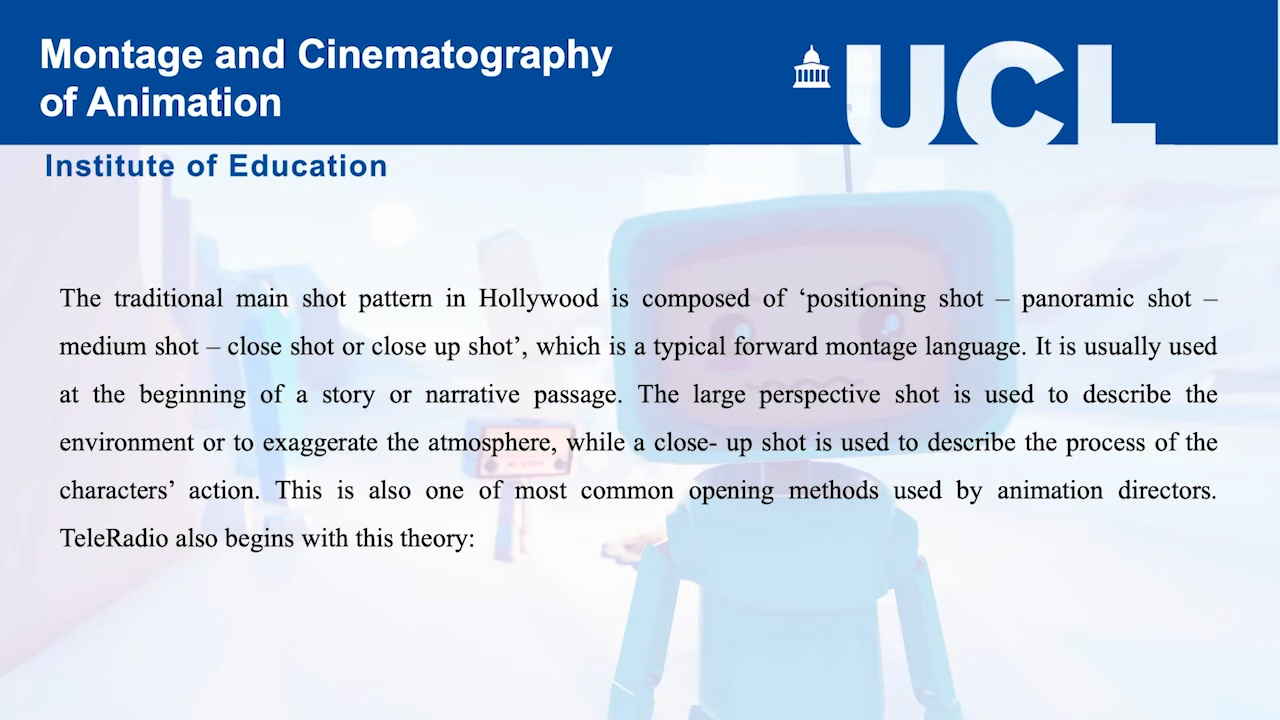 Montage and Cinematography
of Animation
UCL
Institute of Education
The traditional main shot pattern in Hollywood is composed of ‘positioning shot – panoramic shot –
medium shot – close shot or close up shot’, which is a typical forward montage language. It is usually used
at the beginning of a story or narrative passage. The large perspective shot is used to describe the
environment or to exaggerate the atmosphere, while a close- up shot is used to describe the process of the
characters’ action. This is also one of most common opening methods used by animation directors.
TeleRadio also begins with this theory: